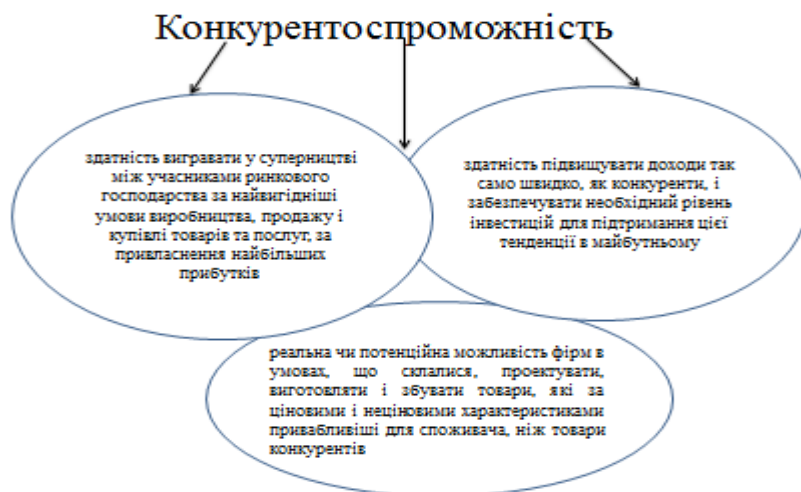 Конкурентоспроможність
здатність вигравати у суперництві
між учасниками ринкового
господарства за найвигідніші
умови виробництва, продажу і
купівлі товарів та послуг, за
привласнення найбільших
прибутків
здатність підвищувати доходи так
само швидко, як конкуренти, і
забезпечувати необхідний рівень
інвестицій для підтримання цієї
тенденції в майбутньому
реальна чи потенційна можливість фірм в
умовах, що склалися, проектувати,
виготовляти і збувати товари, які за
ціновими і неціновими характеристиками
привабливіші для споживача, ніж товари
конкурентів